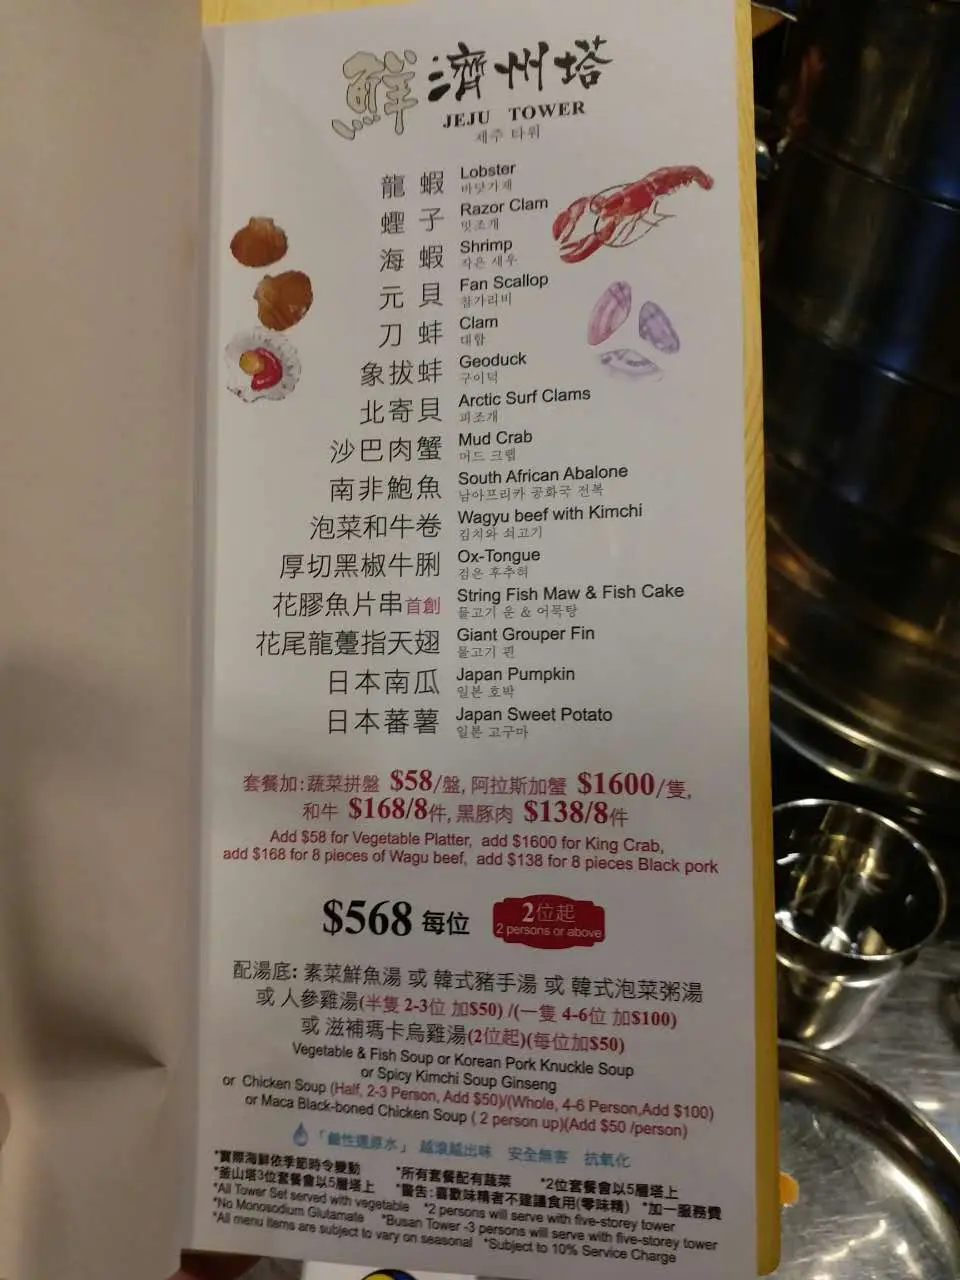 鮮 濟州塔
JEJU TOWER
제주 타워
龍蝦 Lobster
바닷가재
蟶子 Razor Clam
맛조개
海蝦 Shrimp
작은 새우
元貝 Fan Scallop
참가리비
刀蚌 Clam
대합
象拔蚌 Geoduck
구이덕
北寄貝 Arctic Surf Clams
피조개
沙巴肉蟹 Mud Crab
머드 크랩
南非鮑魚 South African Abalone
남아프리카 공화국 전복
泡菜和牛卷 Wagyu beef with Kimchi
김치와 쇠고기
厚切黑椒牛脷 Ox-Tongue
검은 후추혀
花膠魚片串首創 String Fish Maw & Fish Cake
물고기 운 & 어묵탕
花尾龍躉指天翅 Giant Grouper Fin
물고기 핀
日本南瓜 Japan Pumpkin
일본 호박
日本蕃薯 Japan Sweet Potato
일본 고구마
套餐加:蔬菜拼盤 $58/盤, 阿拉斯加蟹 $1600/隻,
和牛 $168/8件, 黑豚肉 $138/8件
Add $58 for Vegetable Platter, add $1600 for King Crab,
add $168 for 8 pieces of Wagu beef, add $138 for 8 pieces Black pork
$568 每位
2位起
2 persons or above
配湯底: 素菜鮮魚湯 或 韓式豬手湯 或 韓式泡菜粥湯
或 人參雞湯(半隻 2-3位 加$50) /(一隻 4-6位 加$100)
或 滋補瑪卡烏雞湯(2位起)(每位加$50)
Vegetable & Fish Soup or Korean Pork Knuckle Soup
or Spicy Kimchi Soup Ginseng
or Chicken Soup (Half, 2-3 Person, Add $50)/(Whole, 4-6 Person,Add $100)
or Maca Black-boned Chicken Soup ( 2 person up)(Add $50 /person)
「鹼性還原水」 越滾越出味 安全無害 抗氧化
*實際海鮮依季節時令變動 *所有套餐配有蔬菜 *2位套餐會以5層塔上
*釜山塔3位套餐會以5層塔上 *警告:喜歡味精者不建議食用(零味精) *加一服務費
*All Tower Set served with vegetable *2 persons will serve with five-storey tower
*No Monosodium Glutamate *Busan Tower -3 persons will serve with five-storey tower
*All menu items are subject to vary on seasonal *Subject to 10% Service Charge